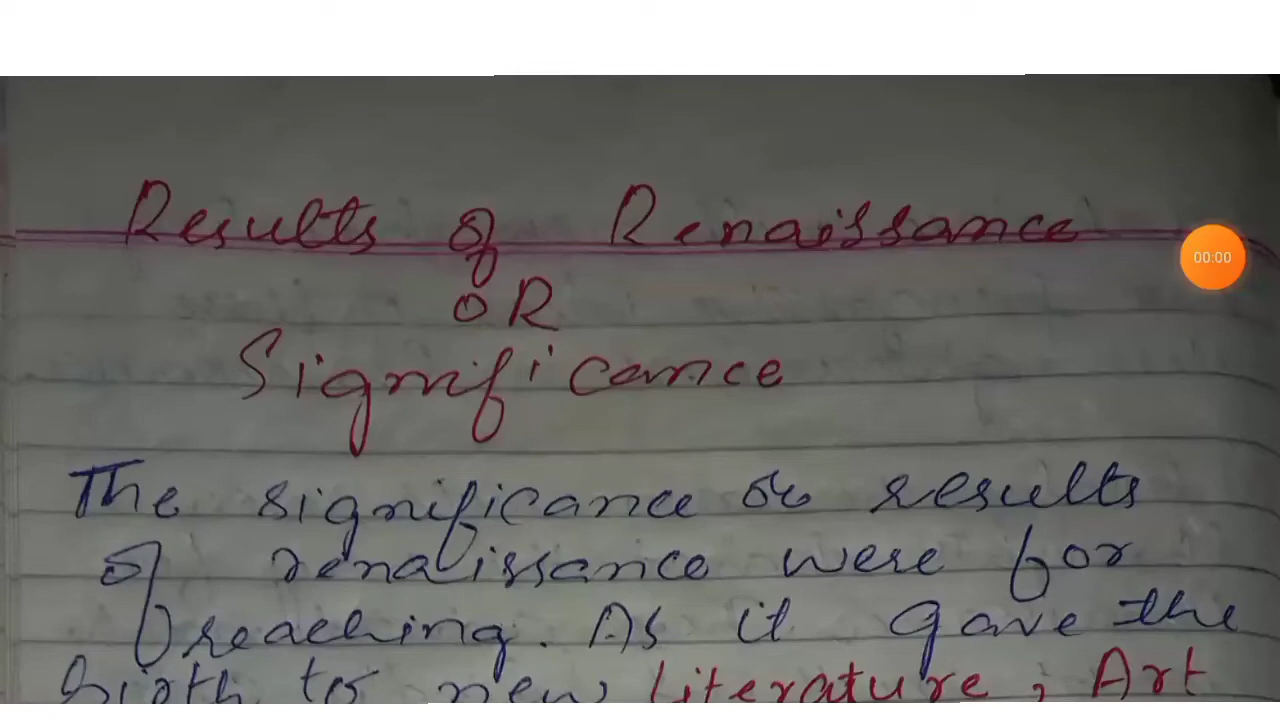 Results of Renaissance
OR
Significance
The significance or results
of renaissance were for
reaching. As it gave the
birth to new literature, Art
00:00